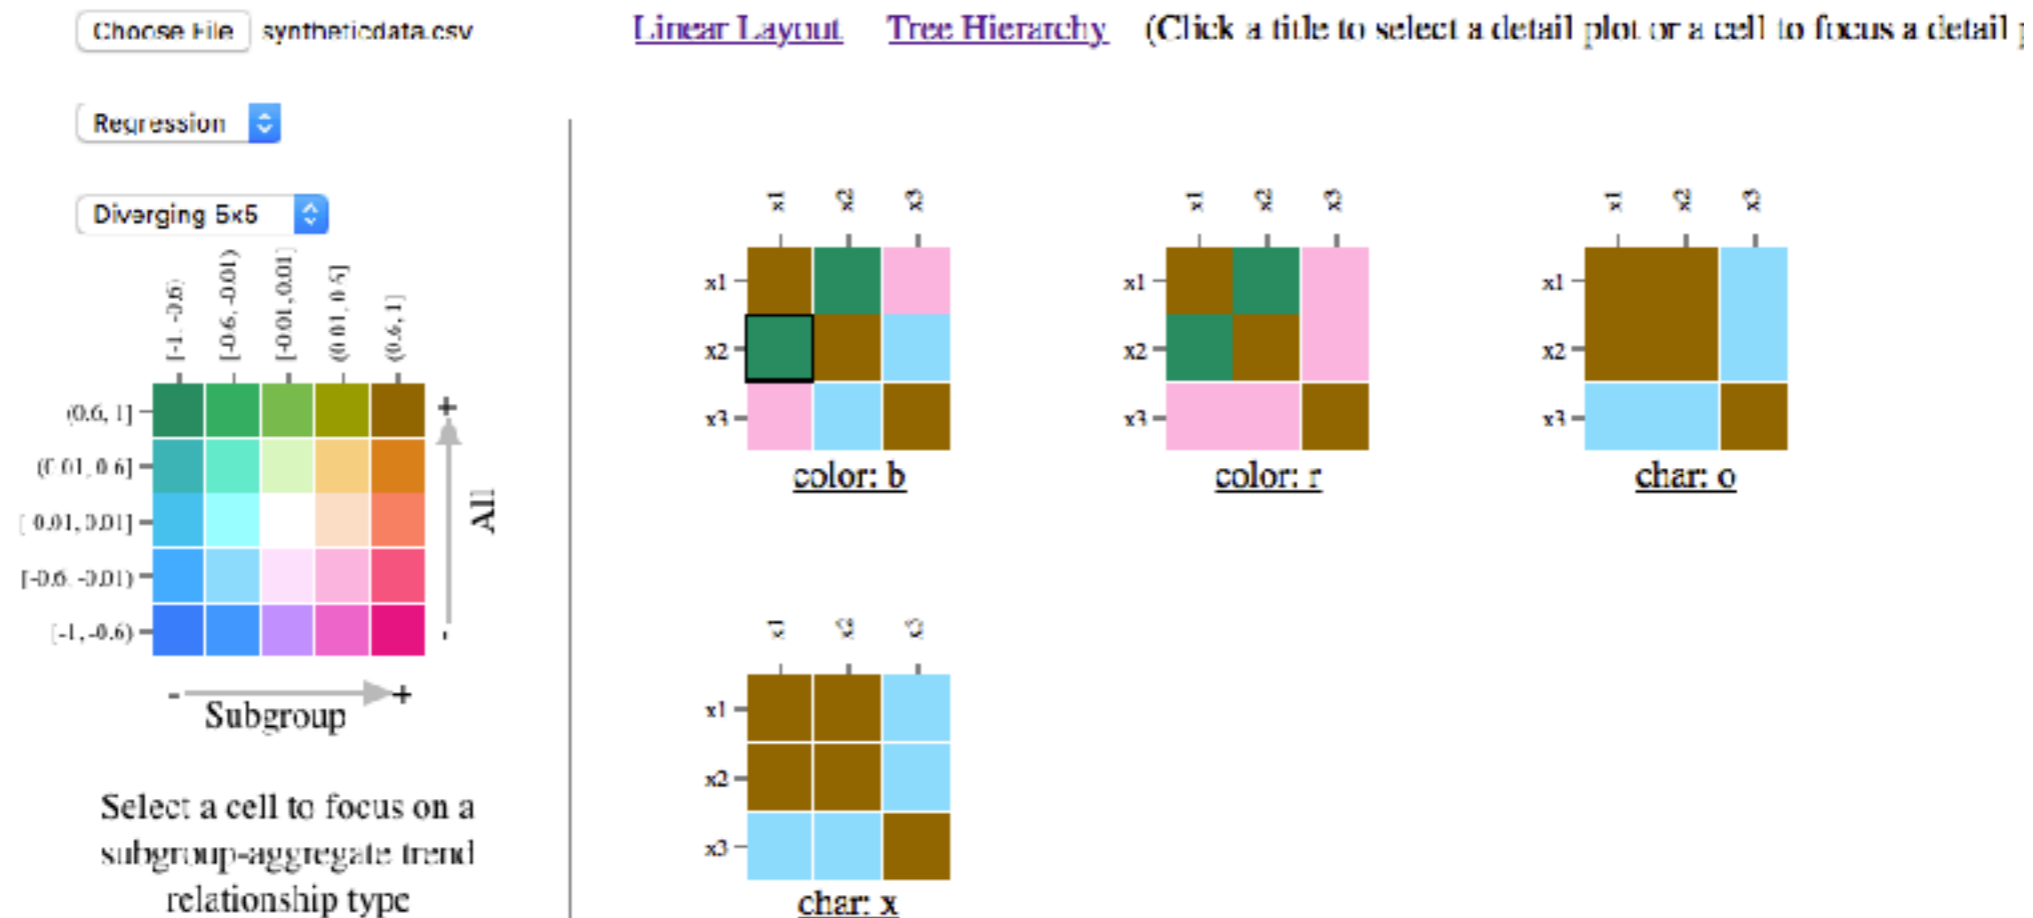 Choose File syntheticdata.csv
Linear Layout Tree Hierarchy (Click a title to select a detail plot or a cell to focus a detail
Regression
Diverging 5x5
[-1, -0.6) [-0.6, -0.01) [-0.01, 0.01] (0.01, 0.6] (0.6, 1]
(0.6, 1]
(0.01, 0.6]
[-0.01, 0.01]
[-0.6, -0.01)
[-1, -0.6)
+
All
-
- +
Subgroup
Select a cell to focus on a
subgroup-aggregate trend
relationship type
x1 x2 x3
x1
x2
x3
color: b
x1 x2 x3
x1
x2
x3
color: r
x1 x2 x3
x1
x2
x3
char: o
x1 x2 x3
x1
x2
x3
char: x